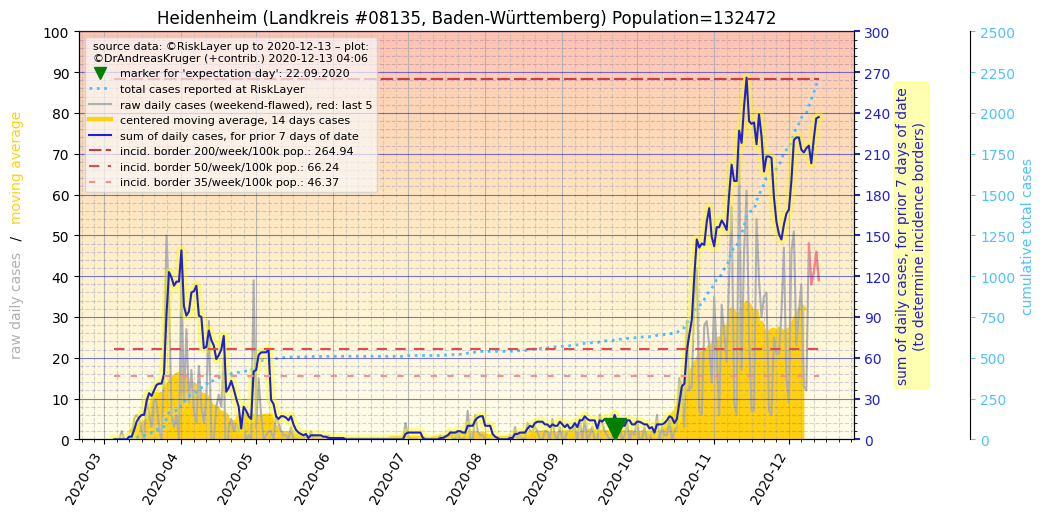 Heidenheim (Landkreis #08135, Baden-Württemberg) Population=132472
source data: ©RiskLayer up to 2020-12-13 – plot:
©DrAndreasKruger (+contrib.) 2020-12-13 04:06
marker for 'expectation day': 22.09.2020
total cases reported at RiskLayer
raw daily cases (weekend-flawed), red: last 5
centered moving average, 14 days cases
sum of daily cases, for prior 7 days of date
incid. border 200/week/100k pop.: 264.94
incid. border 50/week/100k pop.: 66.24
incid. border 35/week/100k pop.: 46.37
raw daily cases / moving average
100
90
80
70
60
50
40
30
20
10
0
2020-03
2020-04
2020-05
2020-06
2020-07
2020-08
2020-09
2020-10
2020-11
2020-12
300
270
240
210
180
150
120
90
60
30
0
sum of daily cases, for prior 7 days of date
(to determine incidence borders)
2500
2250
2000
1750
1500
1250
1000
750
500
250
0
cumulative total cases